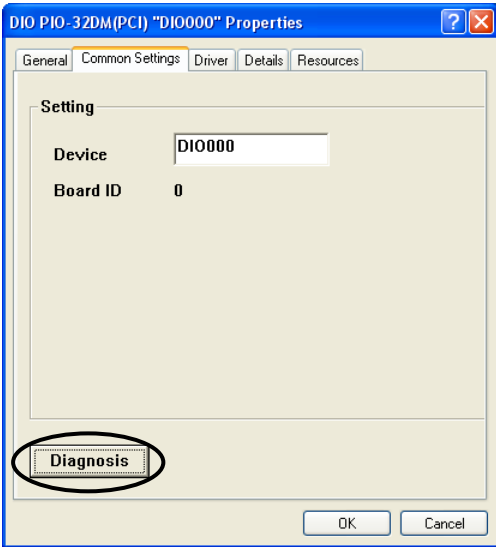 DIO PIO-32DM(PCI) "DIO000" Properties
General Common Settings Driver Details Resources
Setting
Device DIO000
Board ID 0
Diagnosis
OK Cancel